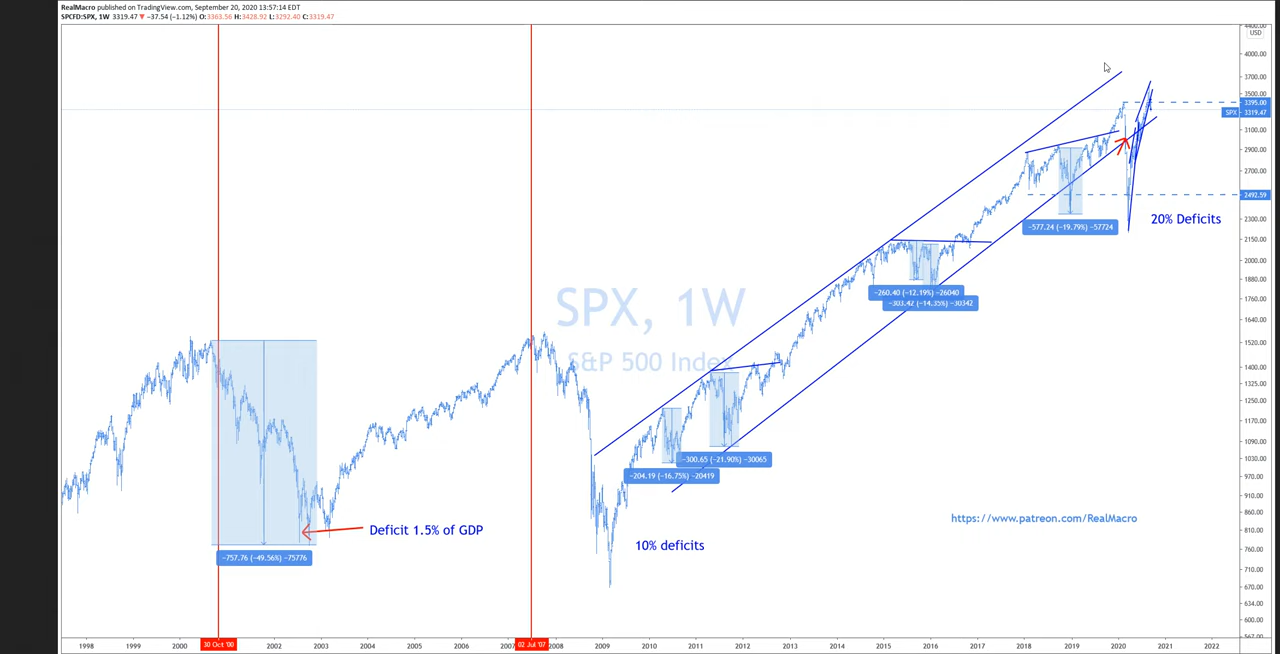 RealMacro published on TradingView.com, September 20, 2020 13:57:14 EDT
SPCFD:SPX, 1W 3319.47 ▼ −37.54 (−1.12%) O:3363.56 H:3428.92 L:3292.40 C:3319.47
4400.00
USD
4000.00
3700.00
3500.00
3395.00
SPX 3319.47
3100.00
2900.00
2700.00
2492.59
2300.00
2150.00
2000.00
1880.00
1760.00
1640.00
1520.00
1400.00
1325.00
1250.00
1170.00
1090.00
1030.00
970.00
910.00
860.00
810.00
760.00
710.00
670.00
634.00
600.00
567.00
20% Deficits
−577.24 (−19.79%) −57724
−260.40 (−12.19%) −26040
−303.42 (−14.35%) −30342
SPX, 1W
S&P 500 Index
−300.65 (−21.90%) −30065
−204.19 (−16.75%) −20419
https://www.patreon.com/RealMacro
Deficit 1.5% of GDP
10% deficits
−757.76 (−49.56%) −75776
1998 1999 2000 30 Oct '00 2002 2003 2004 2005 2006 2007 02 Jul '07 2008 2009 2010 2011 2012 2013 2014 2015 2016 2017 2018 2019 2020 2021 2022